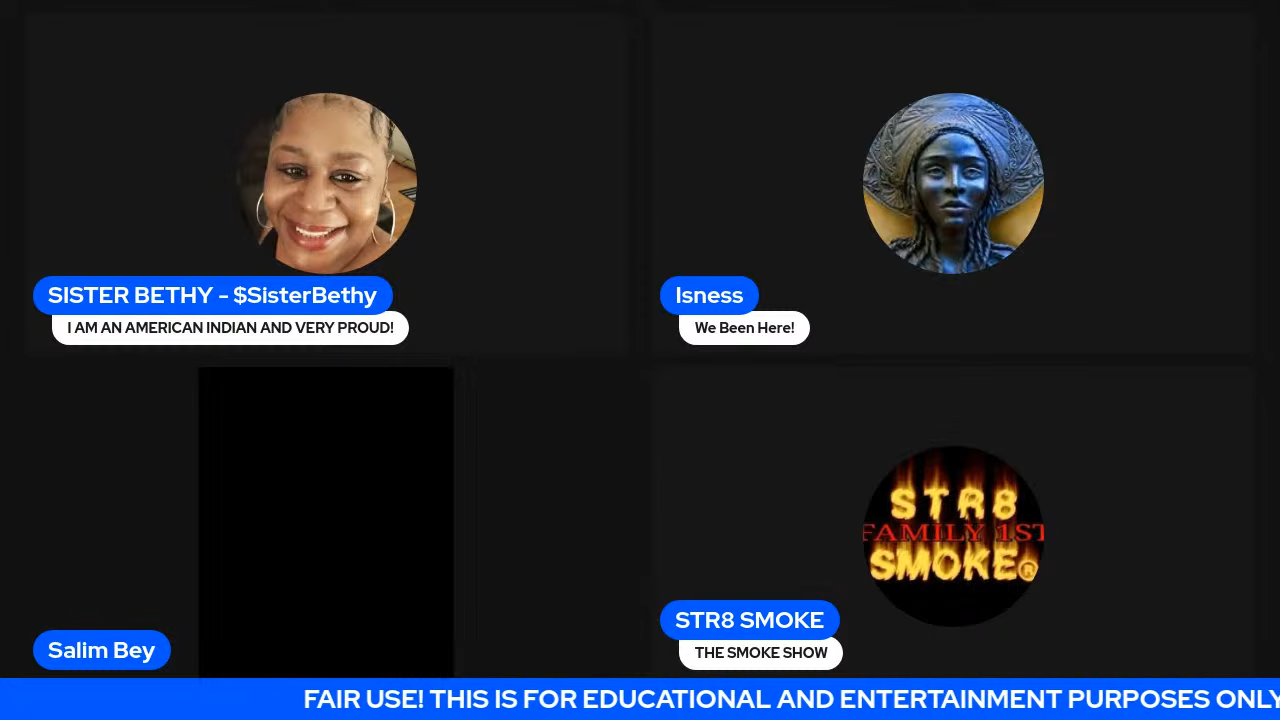 SISTER BETHY - $SisterBethy
I AM AN AMERICAN INDIAN AND VERY PROUD!
Isness
We Been Here!
Salim Bey
STR8
FAMILY 1ST
SMOKE®
STR8 SMOKE
THE SMOKE SHOW
FAIR USE! THIS IS FOR EDUCATIONAL AND ENTERTAINMENT PURPOSES ONLY